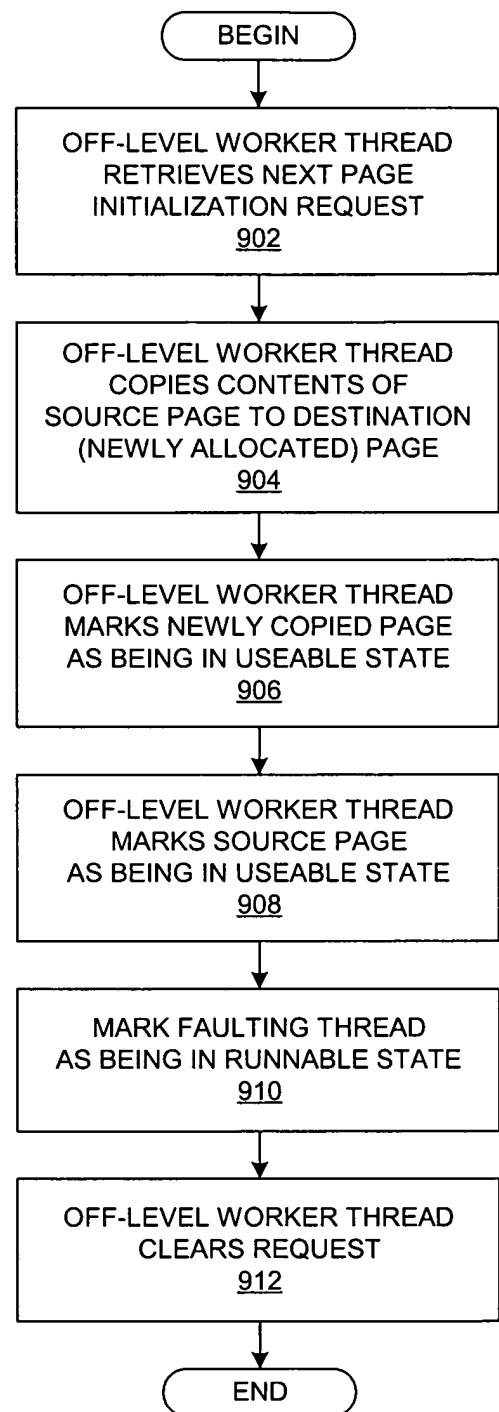 BEGIN
OFF-LEVEL WORKER THREAD
RETRIEVES NEXT PAGE
INITIALIZATION REQUEST
902
OFF-LEVEL WORKER THREAD
COPIES CONTENTS OF
SOURCE PAGE TO DESTINATION
(NEWLY ALLOCATED) PAGE
904
OFF-LEVEL WORKER THREAD
MARKS NEWLY COPIED PAGE
AS BEING IN USEABLE STATE
906
OFF-LEVEL WORKER THREAD
MARKS SOURCE PAGE
AS BEING IN USEABLE STATE
908
MARK FAULTING THREAD
AS BEING IN RUNNABLE STATE
910
OFF-LEVEL WORKER THREAD
CLEARS REQUEST
912
END